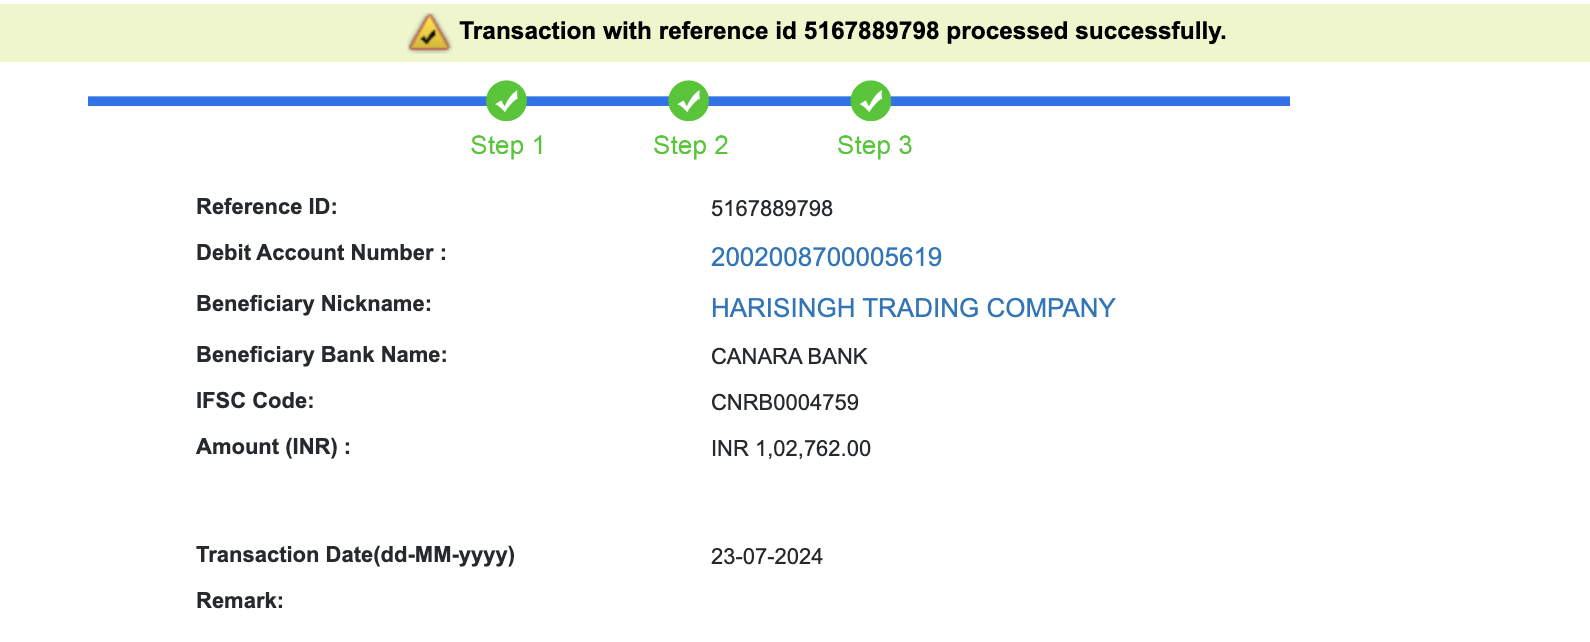 Transaction with reference id 5167889798 processed successfully.
Step 1 Step 2 Step 3
Reference ID: 5167889798
Debit Account Number : 2002008700005619
Beneficiary Nickname: HARISINGH TRADING COMPANY
Beneficiary Bank Name: CANARA BANK
IFSC Code: CNRB0004759
Amount (INR) : INR 1,02,762.00
Transaction Date(dd-MM-yyyy) 23-07-2024
Remark: